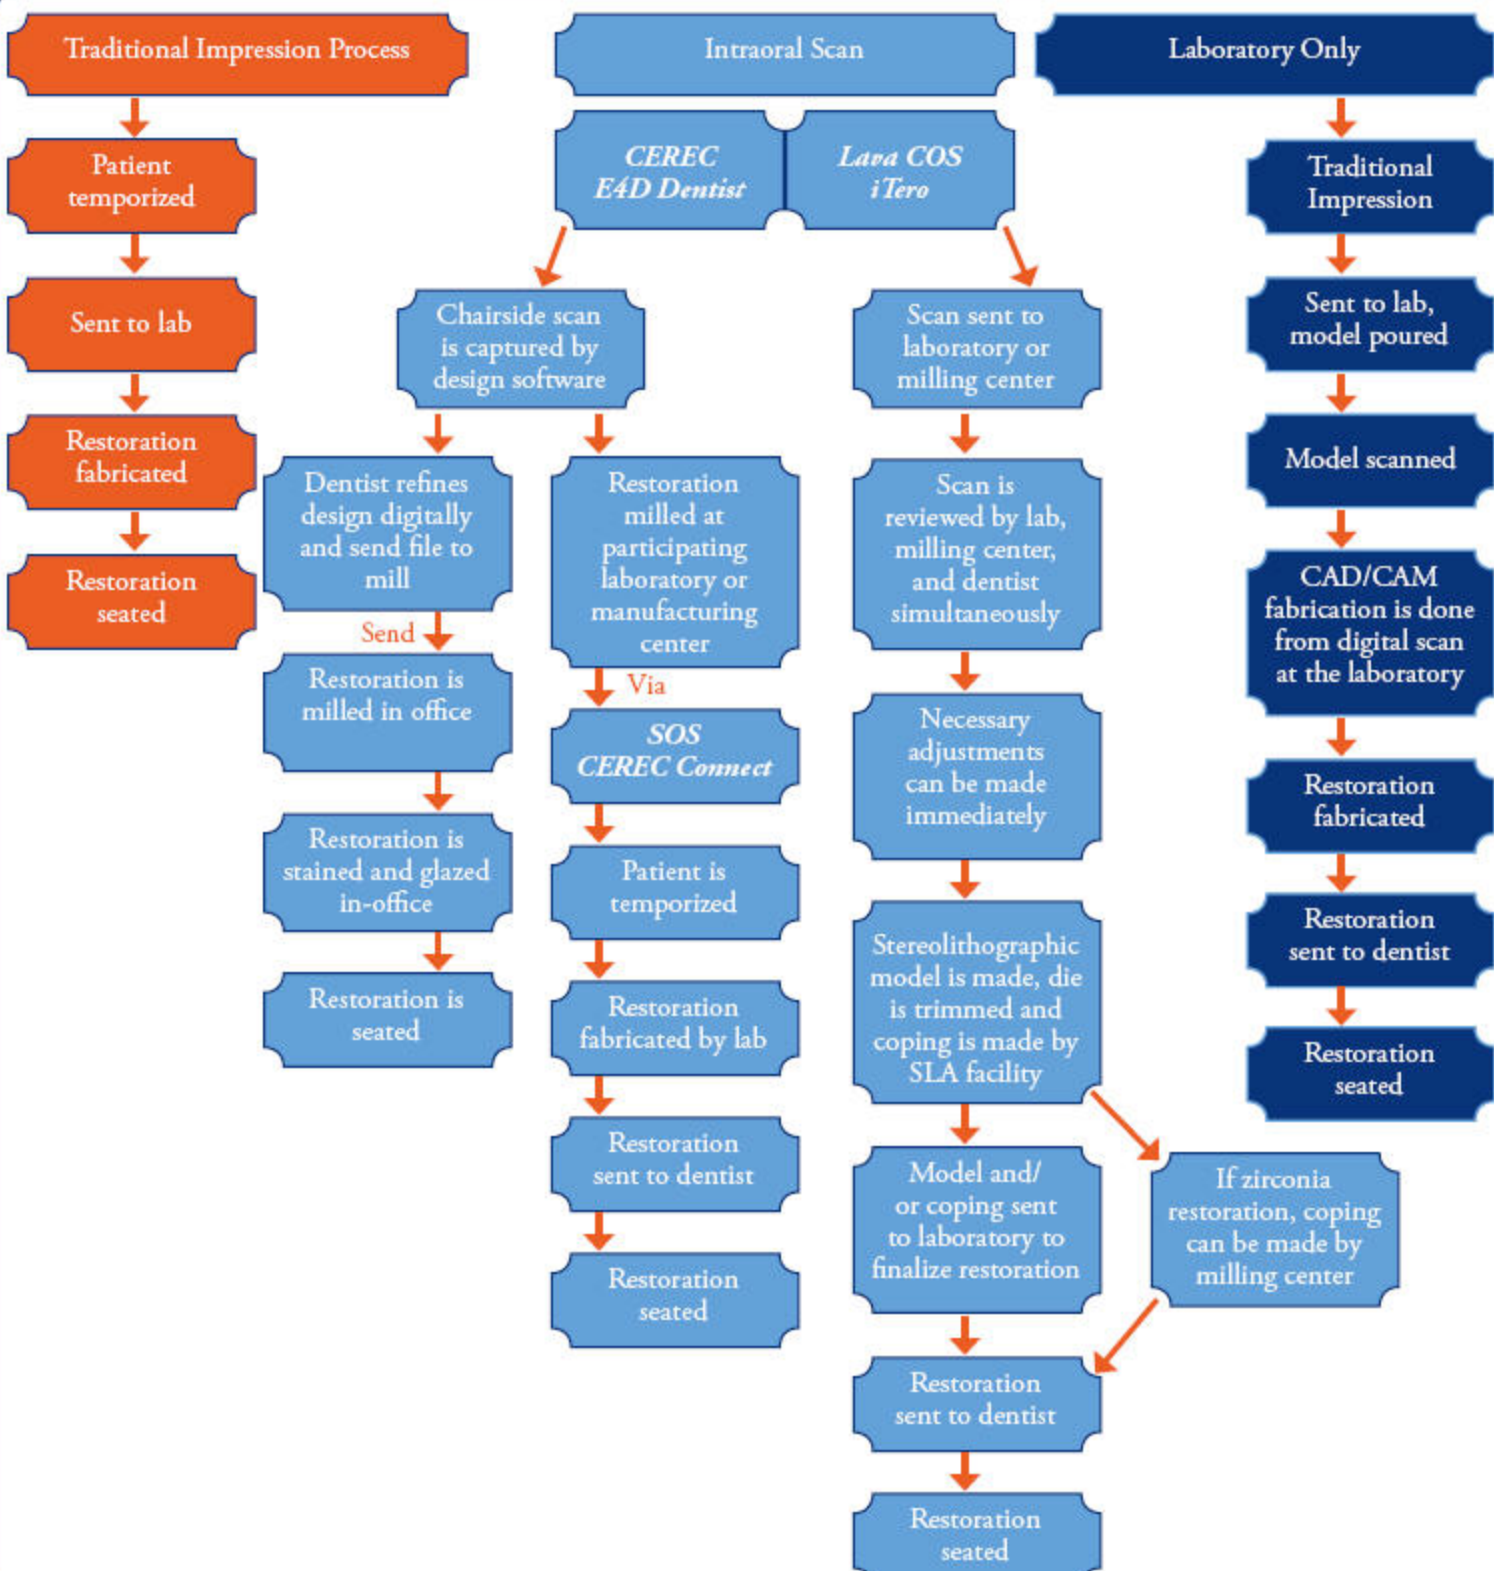 Traditional Impression Process
Patient
temporized
Sent to lab
Restoration
fabricated
Restoration
seated
Intraoral Scan
CEREC
E4D Dentist
Lava COS
iTero
Chairside scan
is captured by
design software
Dentist refines
design digitally
and send file to
mill
Send
Restoration is
milled in office
Restoration is
stained and glazed
in-office
Restoration is
seated
Restoration
milled at
participating
laboratory or
manufacturing
center
Via
SOS
CEREC Connect
Patient is
temporized
Restoration
fabricated by lab
Restoration
sent to dentist
Restoration
seated
Scan sent to
laboratory or
milling center
Scan is
reviewed by lab,
milling center,
and dentist
simultaneously
Necessary
adjustments
can be made
immediately
Stereolithographic
model is made, die
is trimmed and
coping is made by
SLA facility
Model and/
or coping sent
to laboratory to
finalize restoration
If zirconia
restoration, coping
can be made by
milling center
Restoration
sent to dentist
Restoration
seated
Laboratory Only
Traditional
Impression
Sent to lab,
model poured
Model scanned
CAD/CAM
fabrication is done
from digital scan
at the laboratory
Restoration
fabricated
Restoration
sent to dentist
Restoration
seated